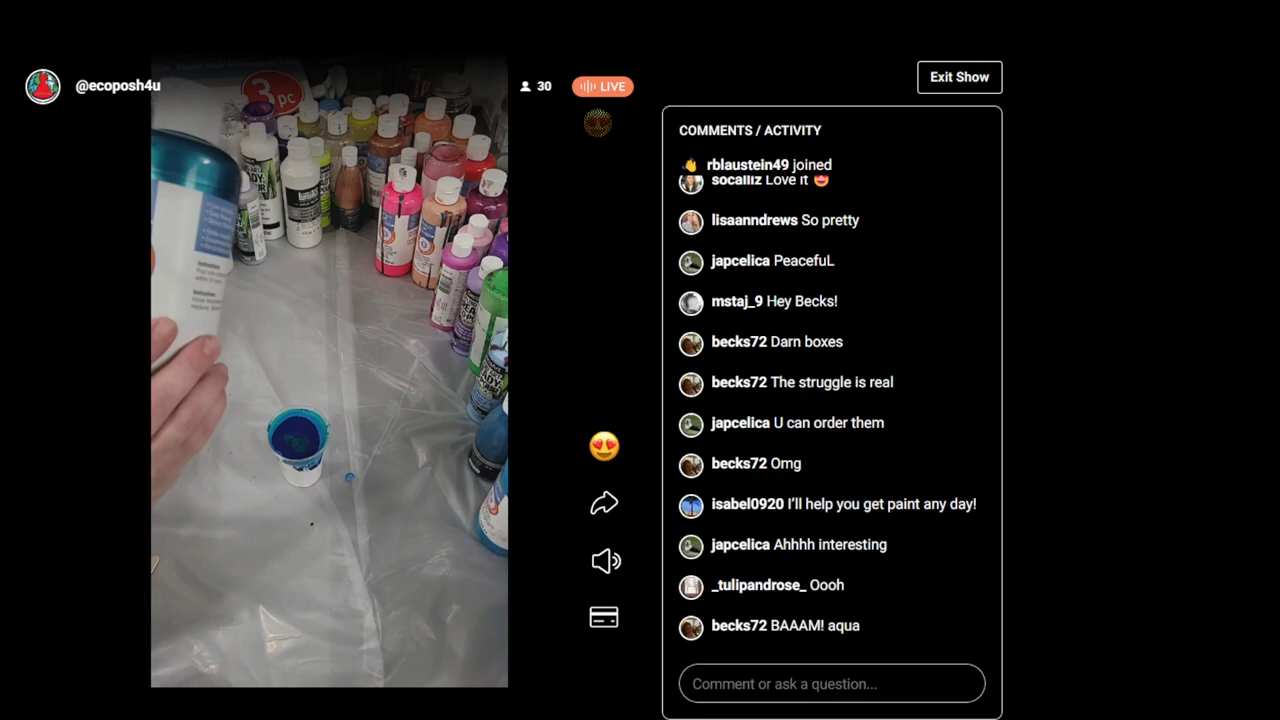 @ecoposh4u
30
LIVE
Exit Show
3
pc
COMMENTS / ACTIVITY
👋 rblaustein49 joined
socalliz Love it 😍
lisaanndrews So pretty
japcelica PeacefuL
mstaj_9 Hey Becks!
becks72 Darn boxes
becks72 The struggle is real
japcelica U can order them
becks72 Omg
isabel0920 I’ll help you get paint any day!
japcelica Ahhhh interesting
_tulipandrose_ Oooh
becks72 BAAAM! aqua
Comment or ask a question...